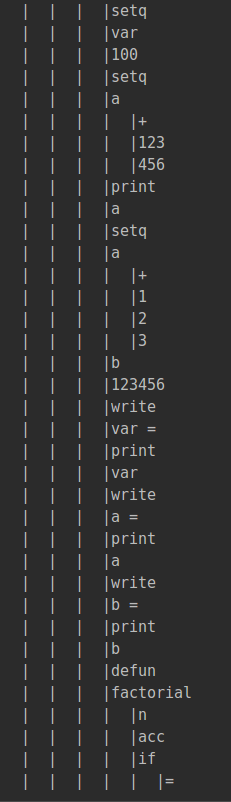 |  |  |  |setq
|  |  |  |var
|  |  |  |100
|  |  |  |setq
|  |  |  |a
|  |  |  |  |+
|  |  |  |  |123
|  |  |  |  |456
|  |  |  |print
|  |  |  |a
|  |  |  |setq
|  |  |  |a
|  |  |  |  |+
|  |  |  |  |1
|  |  |  |  |2
|  |  |  |  |3
|  |  |  |b
|  |  |  |123456
|  |  |  |write
|  |  |  |var =
|  |  |  |print
|  |  |  |var
|  |  |  |write
|  |  |  |a =
|  |  |  |print
|  |  |  |a
|  |  |  |write
|  |  |  |b =
|  |  |  |print
|  |  |  |b
|  |  |  |defun
|  |  |  |factorial
|  |  |  |  |n
|  |  |  |  |acc
|  |  |  |  |if
|  |  |  |  |  |=